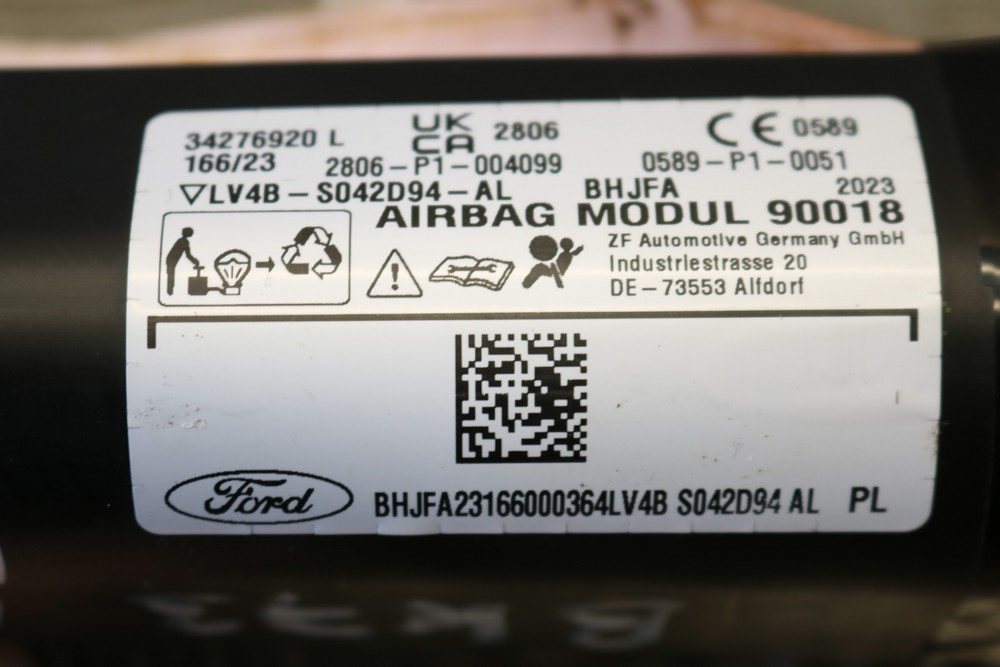 34276920 L
UK
CA
2806
CE 0589
166/23
2806-P1-004099
0589-P1-0051
▽LV4B-S042D94-AL
BHJFA
2023
AIRBAG MODUL 90018
ZF Automotive Germany GmbH
Industriestrasse 20
DE-73553 Alfdorf
Ford
BHJFA23166000364LV4B S042D94 AL PL